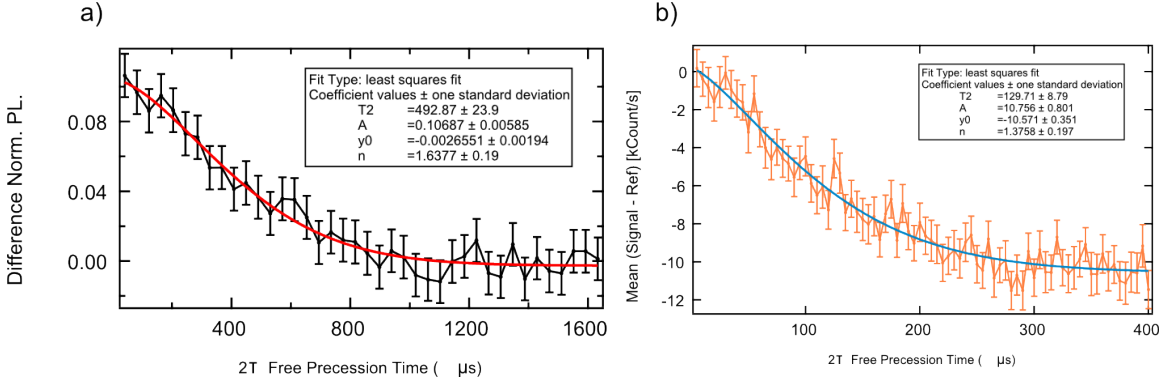 a)
Difference Norm. PL.
0.08
0.04
0.00
Fit Type: least squares fit
Coefficient values ± one standard deviation
T2 =492.87 ± 23.9
A =0.10687 ± 0.00585
y0 =-0.0026551 ± 0.00194
n =1.6377 ± 0.19
400 800 1200 1600
2T Free Precession Time ( μs)
b)
Mean (Signal - Ref) [kCount/s]
0
-2
-4
-6
-8
-10
-12
Fit Type: least squares fit
Coefficient values ± one standard deviation
T2 =129.71 ± 8.79
A =10.756 ± 0.801
y0 =-10.571 ± 0.351
n =1.3758 ± 0.197
100 200 300 400
2T Free Precession Time ( μs)